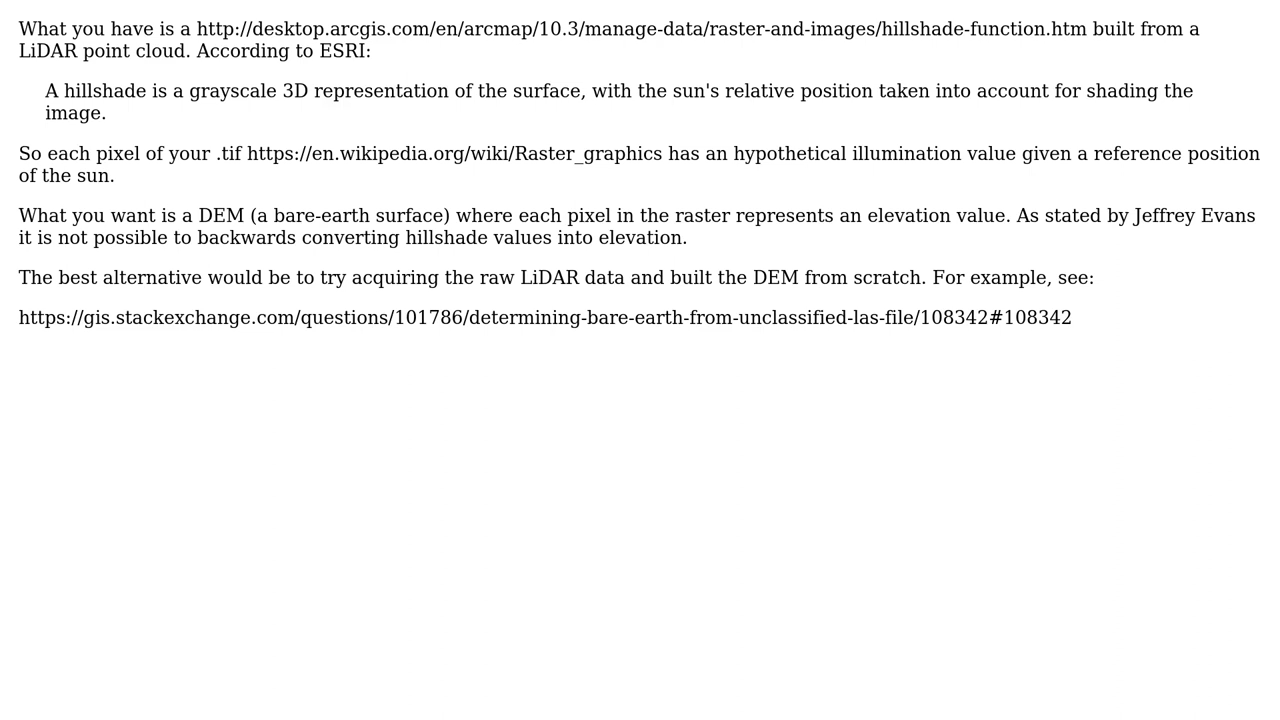 What you have is a http://desktop.arcgis.com/en/arcmap/10.3/manage-data/raster-and-images/hillshade-function.htm built from a
LiDAR point cloud. According to ESRI:
A hillshade is a grayscale 3D representation of the surface, with the sun's relative position taken into account for shading the
image.
So each pixel of your .tif https://en.wikipedia.org/wiki/Raster_graphics has an hypothetical illumination value given a reference position
of the sun.
What you want is a DEM (a bare-earth surface) where each pixel in the raster represents an elevation value. As stated by Jeffrey Evans
it is not possible to backwards converting hillshade values into elevation.
The best alternative would be to try acquiring the raw LiDAR data and built the DEM from scratch. For example, see:
https://gis.stackexchange.com/questions/101786/determining-bare-earth-from-unclassified-las-file/108342#108342